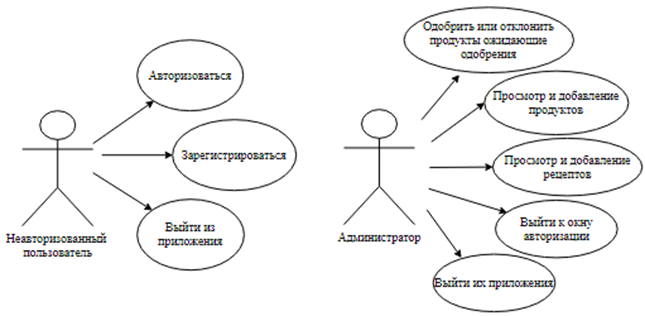 Авторизоваться
Зарегистрироваться
Выйти из
приложения
Неавторизованный
пользователь
Одобрить или отклонить
продукты ожидающие
одобрения
Просмотр и добавление
продуктов
Просмотр и добавление
рецептов
Выйти к окну
авторизации
Выйти их приложения
Администратор